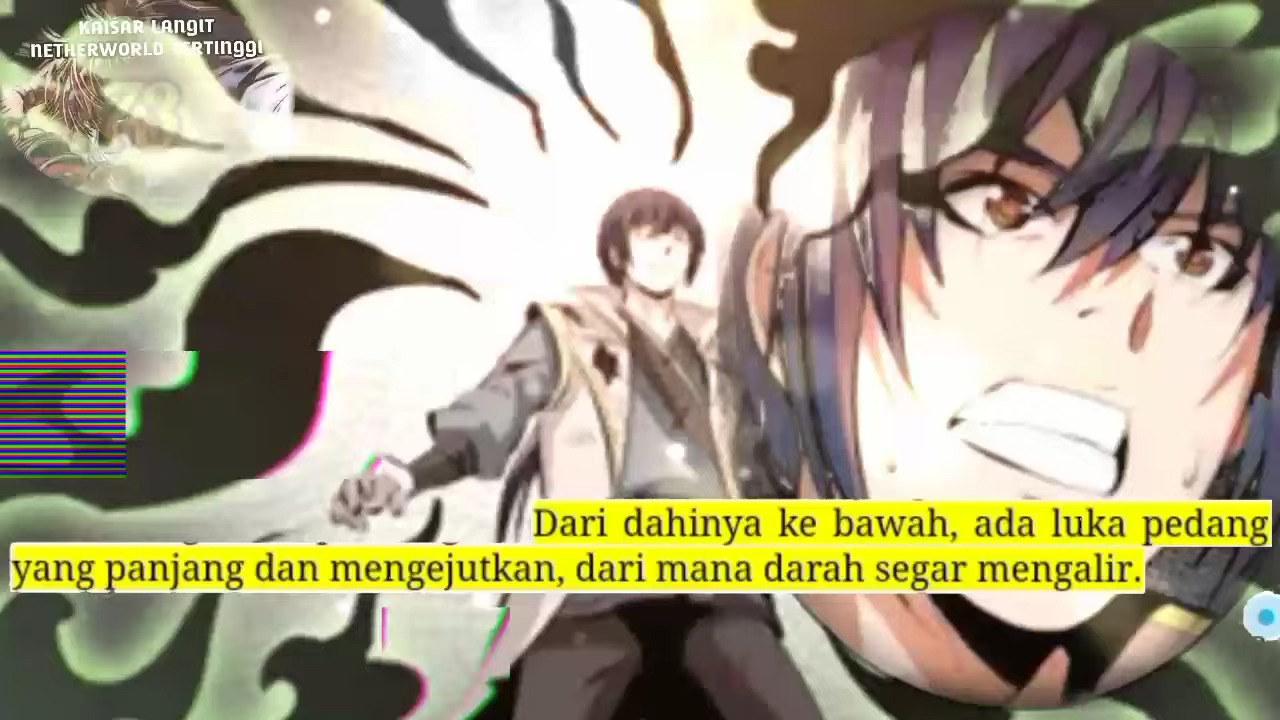 KAISAR LANGIT
NETHERWORLD TERTINGGI
Dari dahinya ke bawah, ada luka pedang
yang panjang dan mengejutkan, dari mana darah segar mengalir.